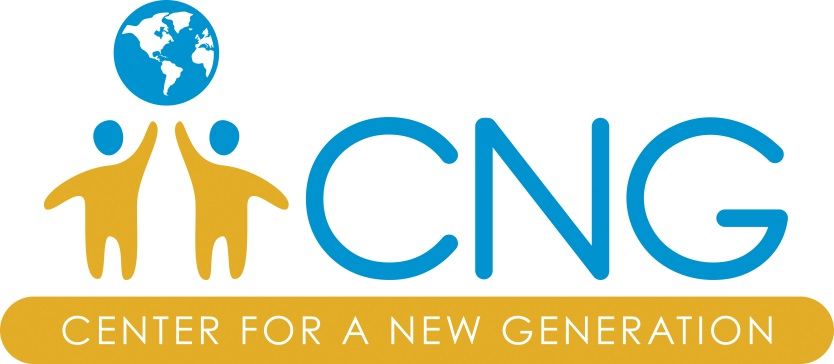 CNG
CENTER FOR A NEW GENERATION